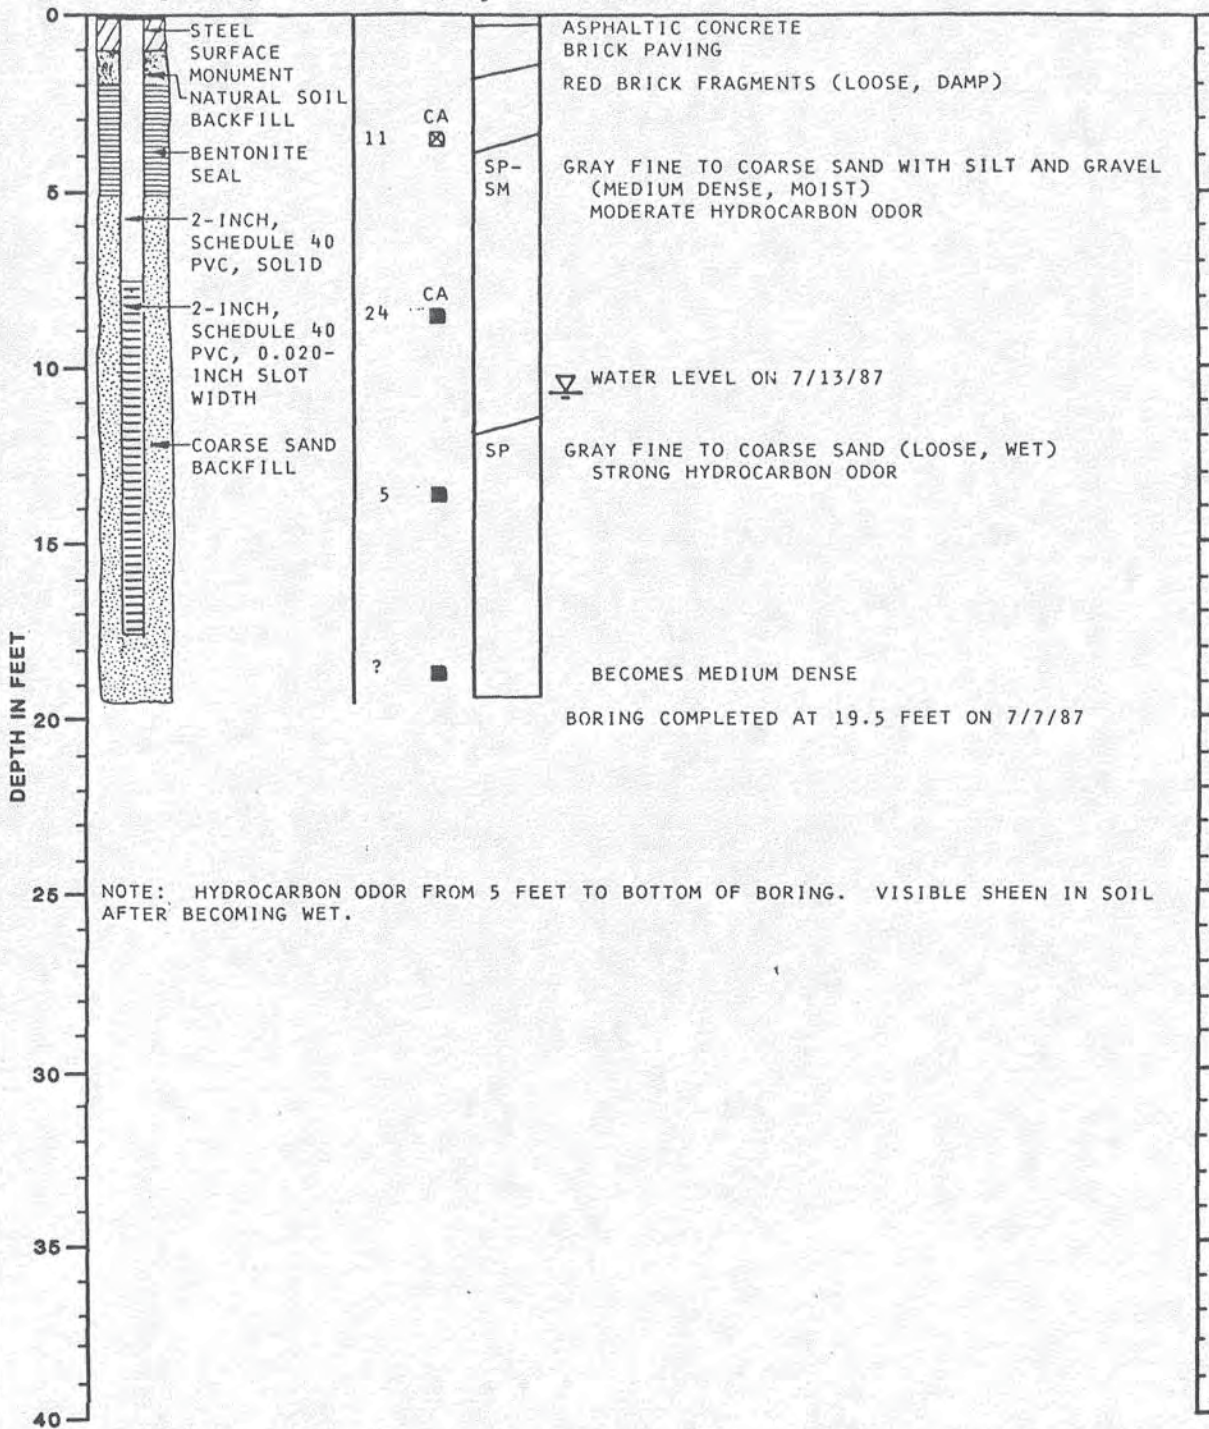 0
STEEL
SURFACE
MONUMENT
NATURAL SOIL
BACKFILL
BENTONITE
SEAL
2-INCH,
SCHEDULE 40
PVC, SOLID
2-INCH,
SCHEDULE 40
PVC, 0.020-
INCH SLOT
WIDTH
COARSE SAND
BACKFILL
5
10
15
20
25
30
35
40
DEPTH IN FEET
CA
11
CA
24
5
?
SP-
SM
SP
ASPHALTIC CONCRETE
BRICK PAVING
RED BRICK FRAGMENTS (LOOSE, DAMP)
GRAY FINE TO COARSE SAND WITH SILT AND GRAVEL
(MEDIUM DENSE, MOIST)
MODERATE HYDROCARBON ODOR
WATER LEVEL ON 7/13/87
GRAY FINE TO COARSE SAND (LOOSE, WET)
STRONG HYDROCARBON ODOR
BECOMES MEDIUM DENSE
BORING COMPLETED AT 19.5 FEET ON 7/7/87
NOTE: HYDROCARBON ODOR FROM 5 FEET TO BOTTOM OF BORING. VISIBLE SHEEN IN SOIL
AFTER BECOMING WET.